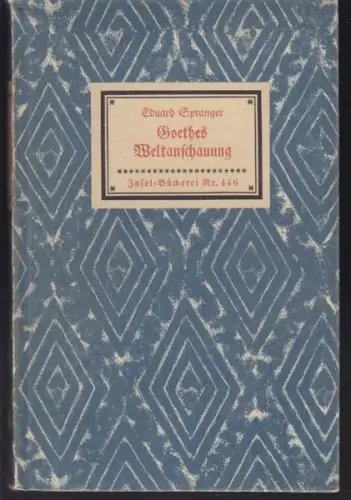 Eduard Spranger
Goethes
Weltanschauung
Insel-Bücherei Nr. 446